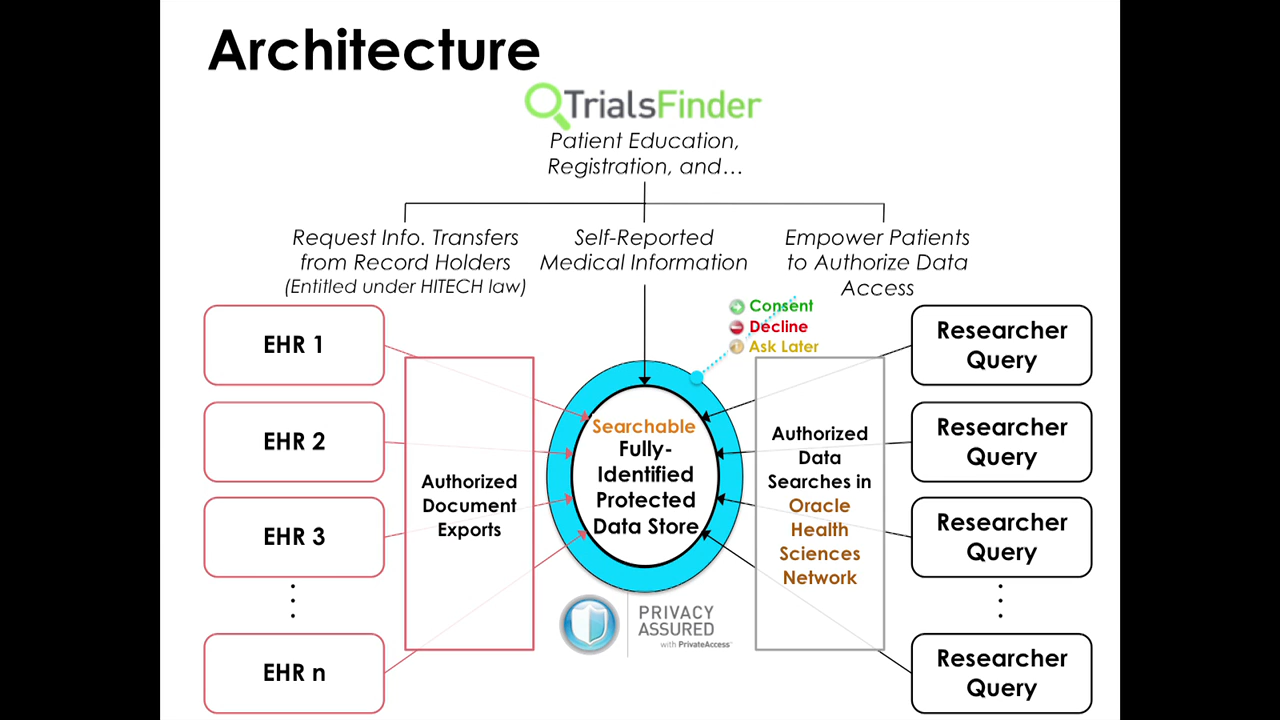 Architecture
TrialsFinder
Patient Education,
Registration, and…
Request Info. Transfers
from Record Holders
(Entitled under HITECH law)
Self-Reported
Medical Information
Empower Patients
to Authorize Data
Access
Consent
Decline
Ask Later
EHR 1
EHR 2
EHR 3
EHR n
Authorized
Document
Exports
Searchable
Fully-
Identified
Protected
Data Store
Authorized
Data
Searches in
Oracle
Health
Sciences
Network
Researcher
Query
Researcher
Query
Researcher
Query
Researcher
Query
PRIVACY
ASSURED
with PrivateAccess